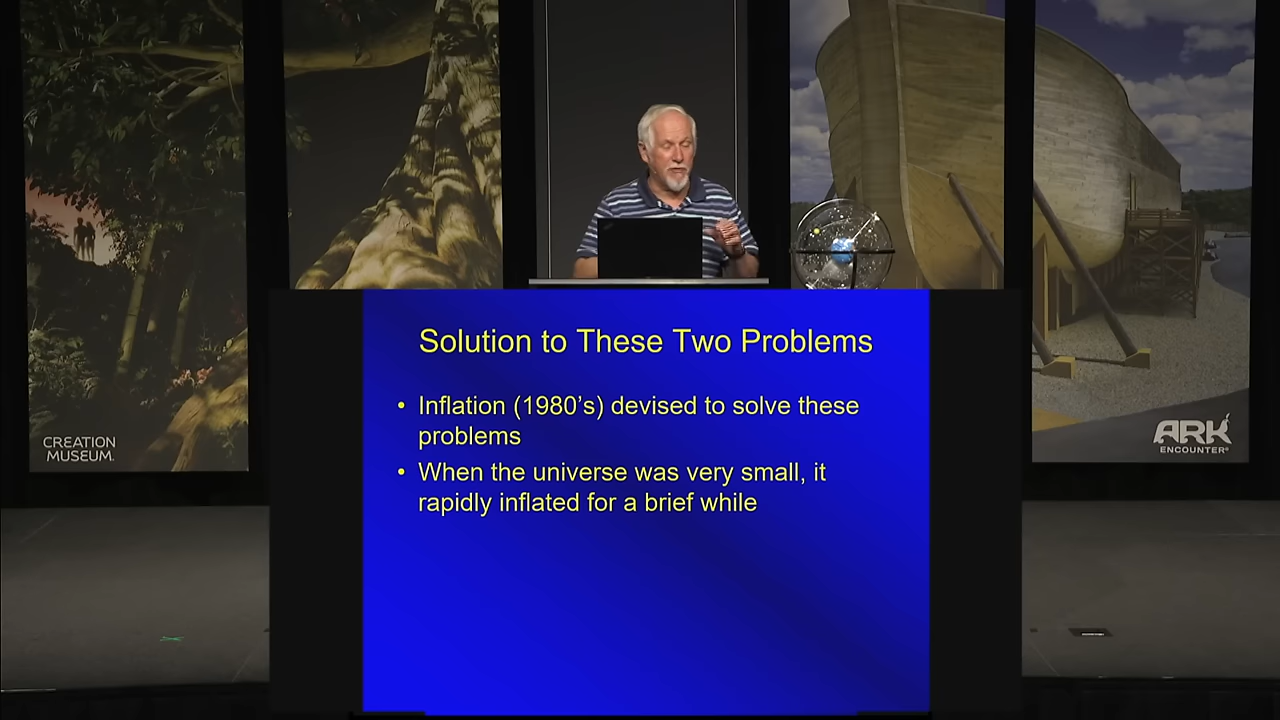 CREATION
MUSEUM.
ARK
ENCOUNTER
Solution to These Two Problems
• Inflation (1980's) devised to solve these
problems
• When the universe was very small, it
rapidly inflated for a brief while